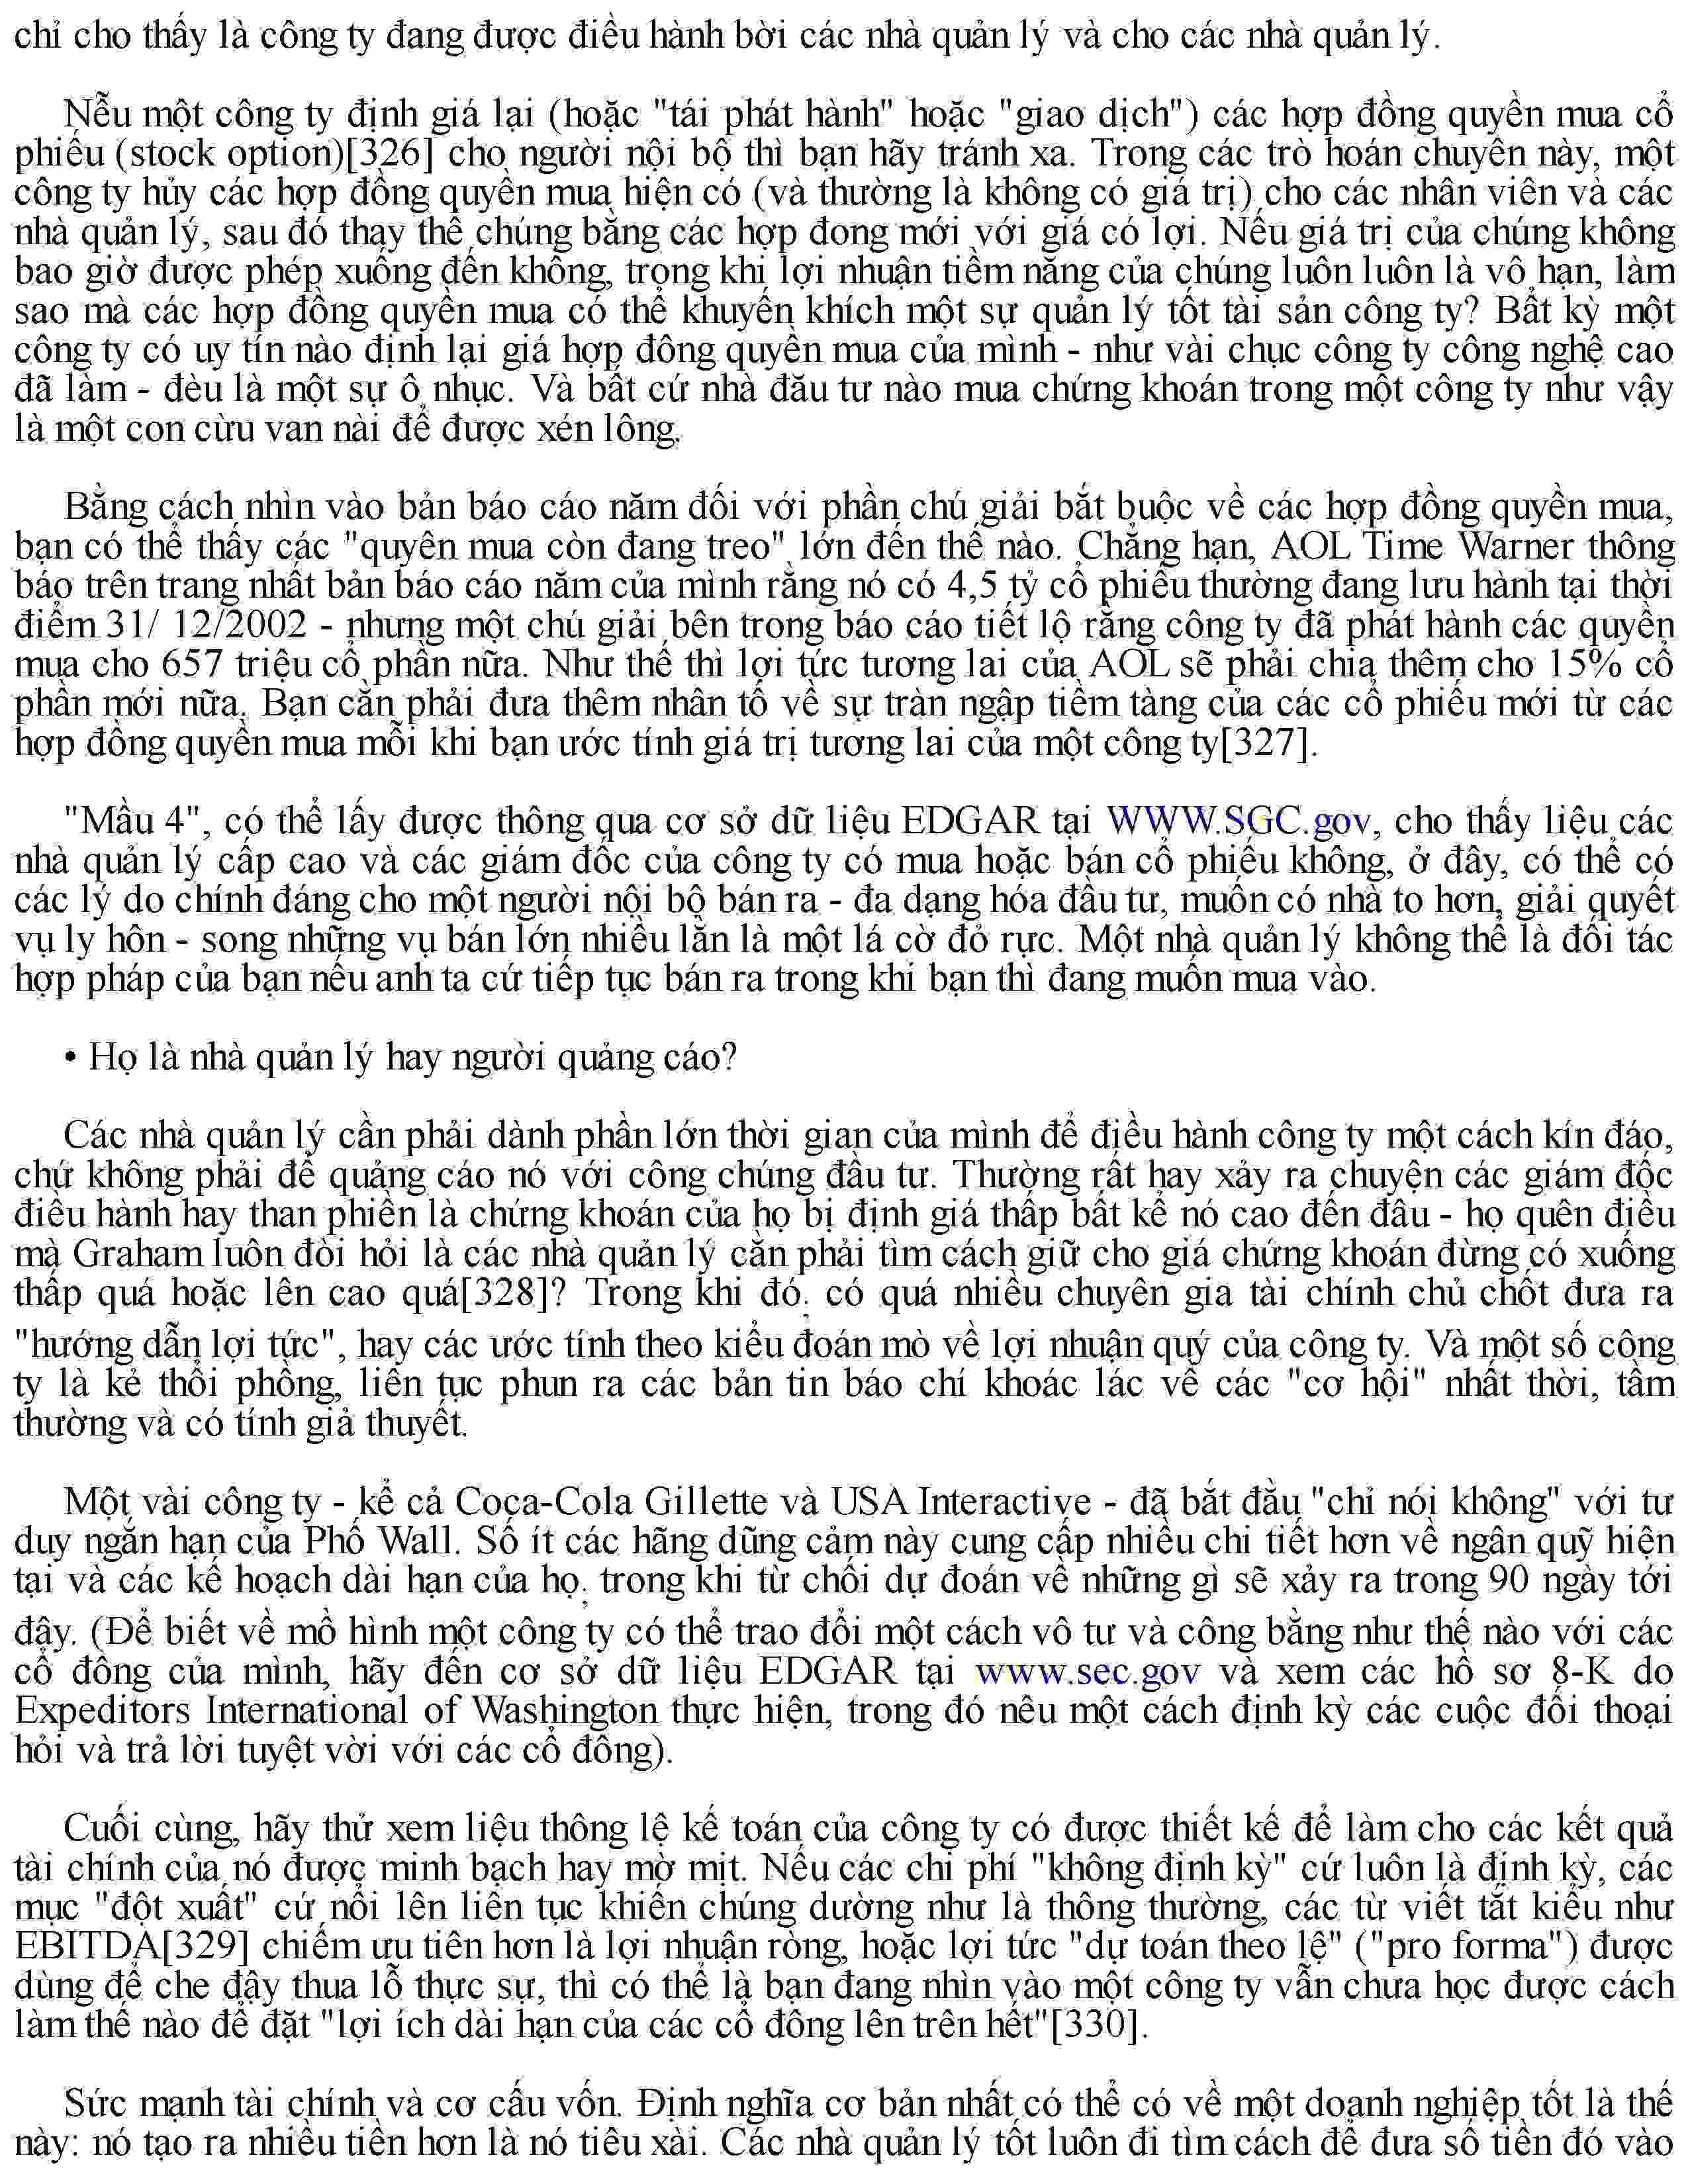 chỉ cho thấy là công ty đang được điều hành bời các nhà quản lý và cho các nhà quản lý.
Nễu một công ty định giá lại (hoặc "tái phát hành" hoặc "giao dịch") các hợp đồng quyền mua cổ
phiếu (stock option)[326] cho người nội bộ thì bạn hãy tránh xa. Trong các trò hoán chuyển này, một
công ty hủy các hợp đồng quyền mua hiện có (và thường là không có giá trị) cho các nhân viên và các
nhà quản lý, sau đó thay thế chúng bằng các hợp đong mới với giá có lợi. Nếu giá trị của chúng không
bao giờ được phép xuống đến không, trong khi lợi nhuận tiềm năng của chúng luôn luôn là vô hạn, làm
sao mà các hợp đồng quyền mua có thể khuyến khích một sự quản lý tốt tài sản công ty? Bất kỳ một
công ty có uy tín nào định lại giá hợp đông quyền mua của mình - như vài chục công ty công nghệ cao
đã làm - đèu là một sự ô nhục. Và bất cứ nhà đầu tư nào mua chứng khoán trong một công ty như vậy
là một con cừu van nài để được xén lông.
Bằng cách nhìn vào bản báo cáo năm đối với phần chú giải bắt buộc về các hợp đồng quyền mua,
bạn có thể thấy các "quyên mua còn đang treo" lớn đến thế nào. Chẳng hạn, AOL Time Warner thông
báo trên trang nhất bản báo cáo năm của mình rằng nó có 4,5 tỷ cổ phiếu thường đang lưu hành tại thời
điểm 31/ 12/2002 - nhưng một chú giải bên trong báo cáo tiết lộ rằng công ty đã phát hành các quyền
mua cho 657 triệu cổ phần nữa. Như thế thì lợi tức tương lai của AOL sẽ phải chia thêm cho 15% cổ
phần mới nữa. Bạn cần phải đưa thêm nhân tố về sự tràn ngập tiềm tàng của các cổ phiếu mới từ các
hợp đồng quyền mua mỗi khi bạn ước tính giá trị tương lai của một công ty[327].
"Mầu 4", có thể lấy được thông qua cơ sở dữ liệu EDGAR tại WWW.SGC.gov, cho thấy liệu các
nhà quản lý cấp cao và các giám đốc của công ty có mua hoặc bán cổ phiếu không, ở đây, có thể có
các lý do chính đáng cho một người nội bộ bán ra - đa dạng hóa đầu tư, muốn có nhà to hơn, giải quyết
vụ ly hôn - song những vụ bán lớn nhiều lần là một lá cờ đỏ rực. Một nhà quản lý không thể là đối tác
hợp pháp của bạn nếu anh ta cứ tiếp tục bán ra trong khi bạn thì đang muốn mua vào.
• Họ là nhà quản lý hay người quảng cáo?
Các nhà quản lý cần phải dành phần lớn thời gian của mình để điều hành công ty một cách kín đáo,
chứ không phải để quảng cáo nó với công chúng đầu tư. Thường rất hay xảy ra chuyện các giám đốc
điều hành hay than phiền là chứng khoán của họ bị định giá thấp bất kể nó cao đến đâu - họ quên điều
mà Graham luôn đòi hỏi là các nhà quản lý cần phải tìm cách giữ cho giá chứng khoán đừng có xuống
thấp quá hoặc lên cao quá[328]? Trong khi đó. có quá nhiều chuyên gia tài chính chủ chốt đưa ra
"hướng dẫn lợi tức", hay các ước tính theo kiểu đoán mò về lợi nhuận quý của công ty. Và một số công
ty là kẻ thổi phồng, liên tục phun ra các bản tin báo chí khoác lác về các "cơ hội" nhất thời, tầm
thường và có tính giả thuyết.
Một vài công ty - kể cả Coca-Cola Gillette và USA Interactive - đã bắt đầu "chỉ nói không" với tư
duy ngắn hạn của Phố Wall. Số ít các hãng dũng cảm này cung cấp nhiều chi tiết hơn về ngân quỹ hiện
tại và các kế hoạch dài hạn của họ; trong khi từ chối dự đoán về những gì sẽ xảy ra trong 90 ngày tới
đây. (Để biết về mồ hình một công ty có thể trao đổi một cách vô tư và công bằng như thế nào với các
cổ đông của mình, hãy đến cơ sở dữ liệu EDGAR tại www.sec.gov và xem các hồ sơ 8-K do
Expeditors International of Washington thực hiện, trong đó nêu một cách định kỳ các cuộc đối thoại
hỏi và trả lời tuyệt vời với các cổ đông).
Cuối cùng, hãy thử xem liệu thông lệ kế toán của công ty có được thiết kế để làm cho các kết quả
tài chính của nó được minh bạch hay mờ mịt. Nếu các chi phí "không định kỳ" cứ luôn là định kỳ, các
mục "đột xuất" cứ nổi lên liên tục khiến chúng dường như là thông thường, các từ viết tắt kiểu như
EBITDA[329] chiếm ưu tiên hơn là lợi nhuận ròng, hoặc lợi tức "dự toán theo lệ" ("pro forma") được
dùng để che đậy thua lỗ thực sự, thì có thể là bạn đang nhìn vào một công ty vẫn chưa học được cách
làm thế nào để đặt "lợi ích dài hạn của các cổ đông lên trên hết"[330].
Sức mạnh tài chính và cơ cấu vốn. Định nghĩa cơ bản nhất có thể có về một doanh nghiệp tốt là thế
này: nó tạo ra nhiều tiền hơn là nó tiêu xài. Các nhà quản lý tốt luôn đi tìm cách để đưa số tiền đó vào